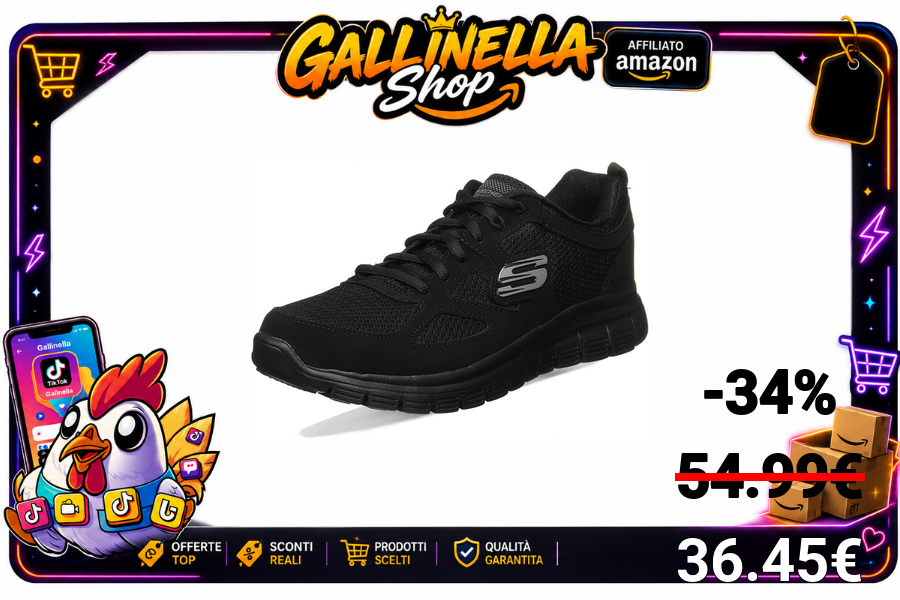 GALLINELLA
Shop
AFFILIATO
amazon
Gallinella
TikTok
Gallinella
S
-34%
54.99€
36.45€
OFFERTE
TOP
SCONTI
REALI
PRODOTTI
SCELTI
QUALITÀ
GARANTITA